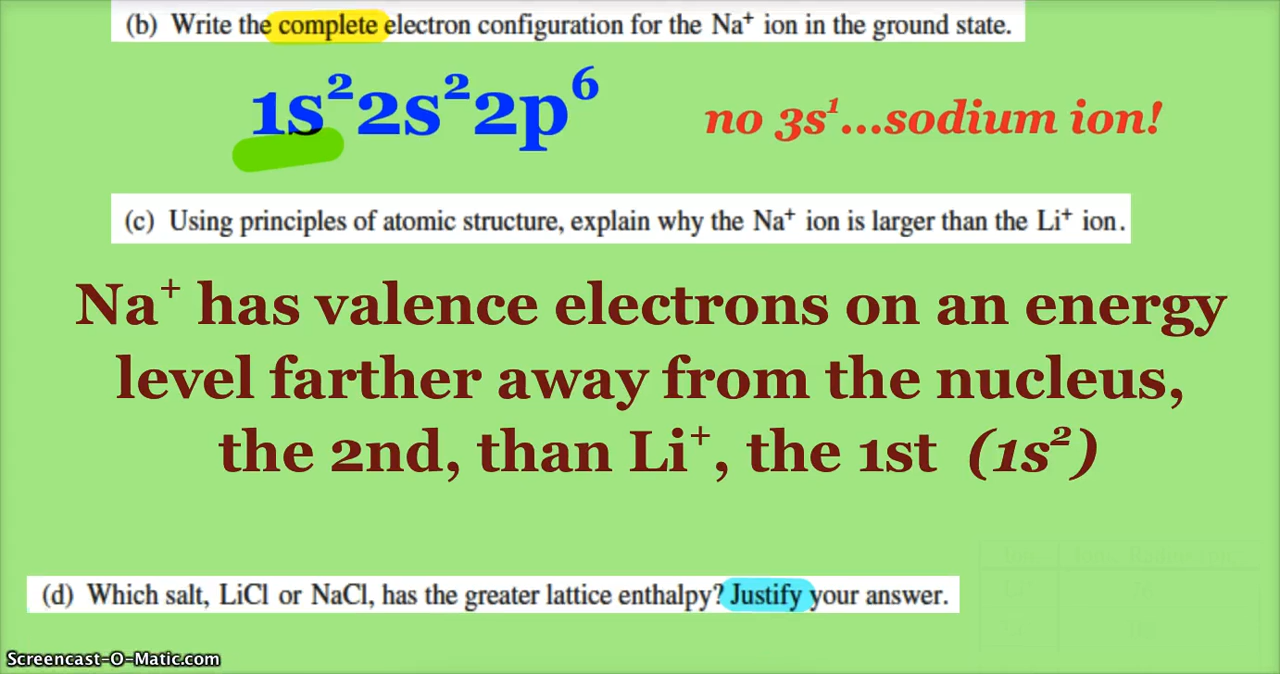 (b) Write the complete electron configuration for the Na⁺ ion in the ground state.
1s²2s²2p⁶
no 3s¹...sodium ion!
(c) Using principles of atomic structure, explain why the Na⁺ ion is larger than the Li⁺ ion.
Na⁺ has valence electrons on an energy
level farther away from the nucleus,
the 2nd, than Li⁺, the 1st (1s²)
(d) Which salt, LiCl or NaCl, has the greater lattice enthalpy? Justify your answer.
Screencast-O-Matic.com